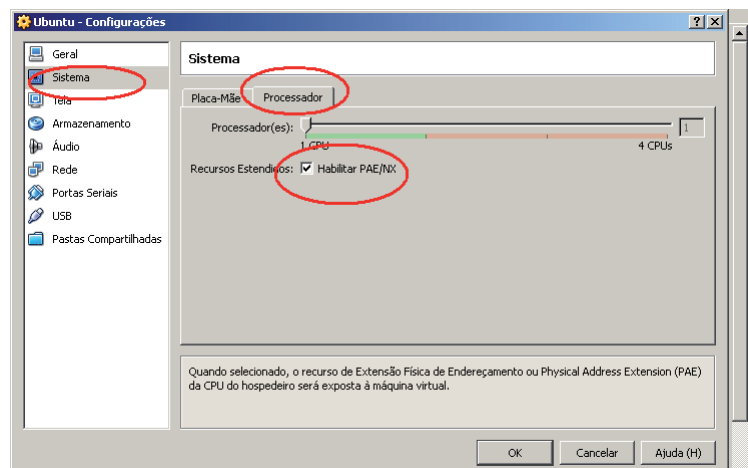 Ubuntu - Configurações
Geral
Sistema
Tela
Armazenamento
Áudio
Rede
Portas Seriais
USB
Pastas Compartilhadas
Sistema
Placa-Mãe Processador
Processador(es): 1
1 CPU 4 CPUs
Recursos Estendidos: Habilitar PAE/NX
Quando selecionado, o recurso de Extensão Física de Endereçamento ou Physical Address Extension (PAE)
da CPU do hospedeiro será exposta à máquina virtual.
OK Cancelar Ajuda (H)